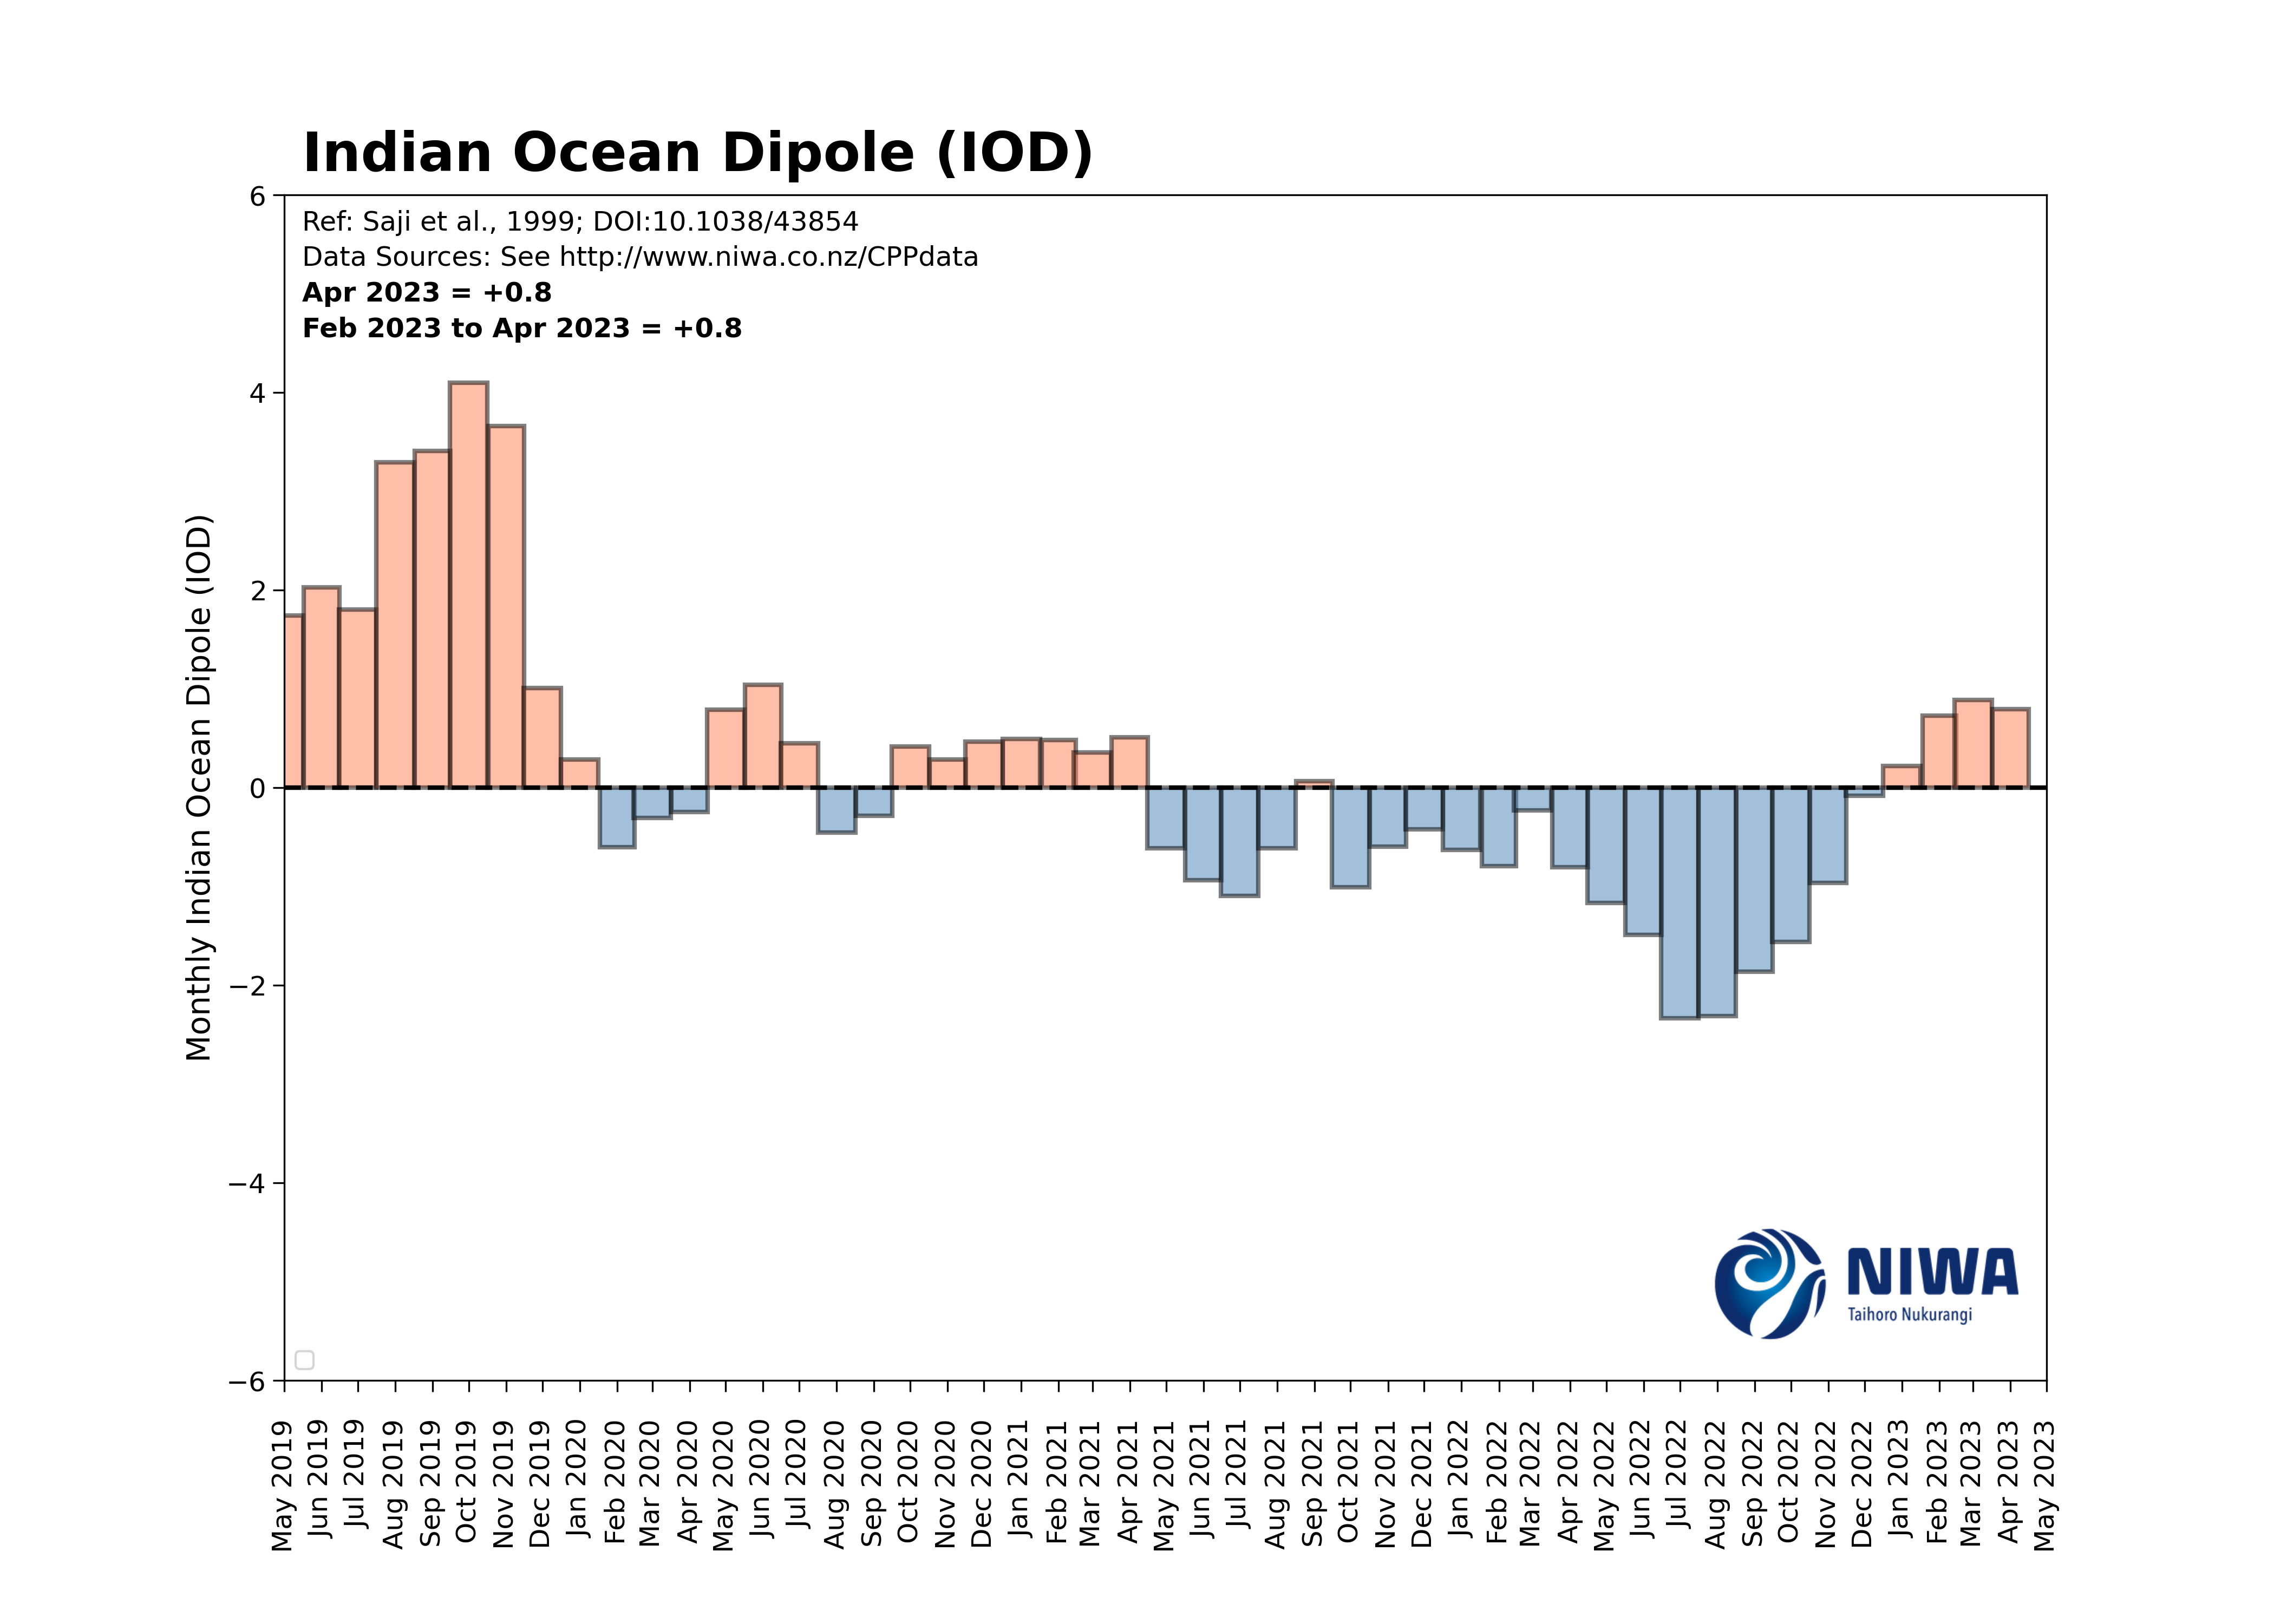 Indian Ocean Dipole (IOD)
Ref: Saji et al., 1999; DOI:10.1038/43854
Data Sources: See http://www.niwa.co.nz/CPPdata
Apr 2023 = +0.8
Feb 2023 to Apr 2023 = +0.8
Monthly Indian Ocean Dipole (IOD)
6
4
2
0
−2
−4
−6
NIWA
Taihoro Nukurangi
May 2019
Jun 2019
Jul 2019
Aug 2019
Sep 2019
Oct 2019
Nov 2019
Dec 2019
Jan 2020
Feb 2020
Mar 2020
Apr 2020
May 2020
Jun 2020
Jul 2020
Aug 2020
Sep 2020
Oct 2020
Nov 2020
Dec 2020
Jan 2021
Feb 2021
Mar 2021
Apr 2021
May 2021
Jun 2021
Jul 2021
Aug 2021
Sep 2021
Oct 2021
Nov 2021
Dec 2021
Jan 2022
Feb 2022
Mar 2022
Apr 2022
May 2022
Jun 2022
Jul 2022
Aug 2022
Sep 2022
Oct 2022
Nov 2022
Dec 2022
Jan 2023
Feb 2023
Mar 2023
Apr 2023
May 2023